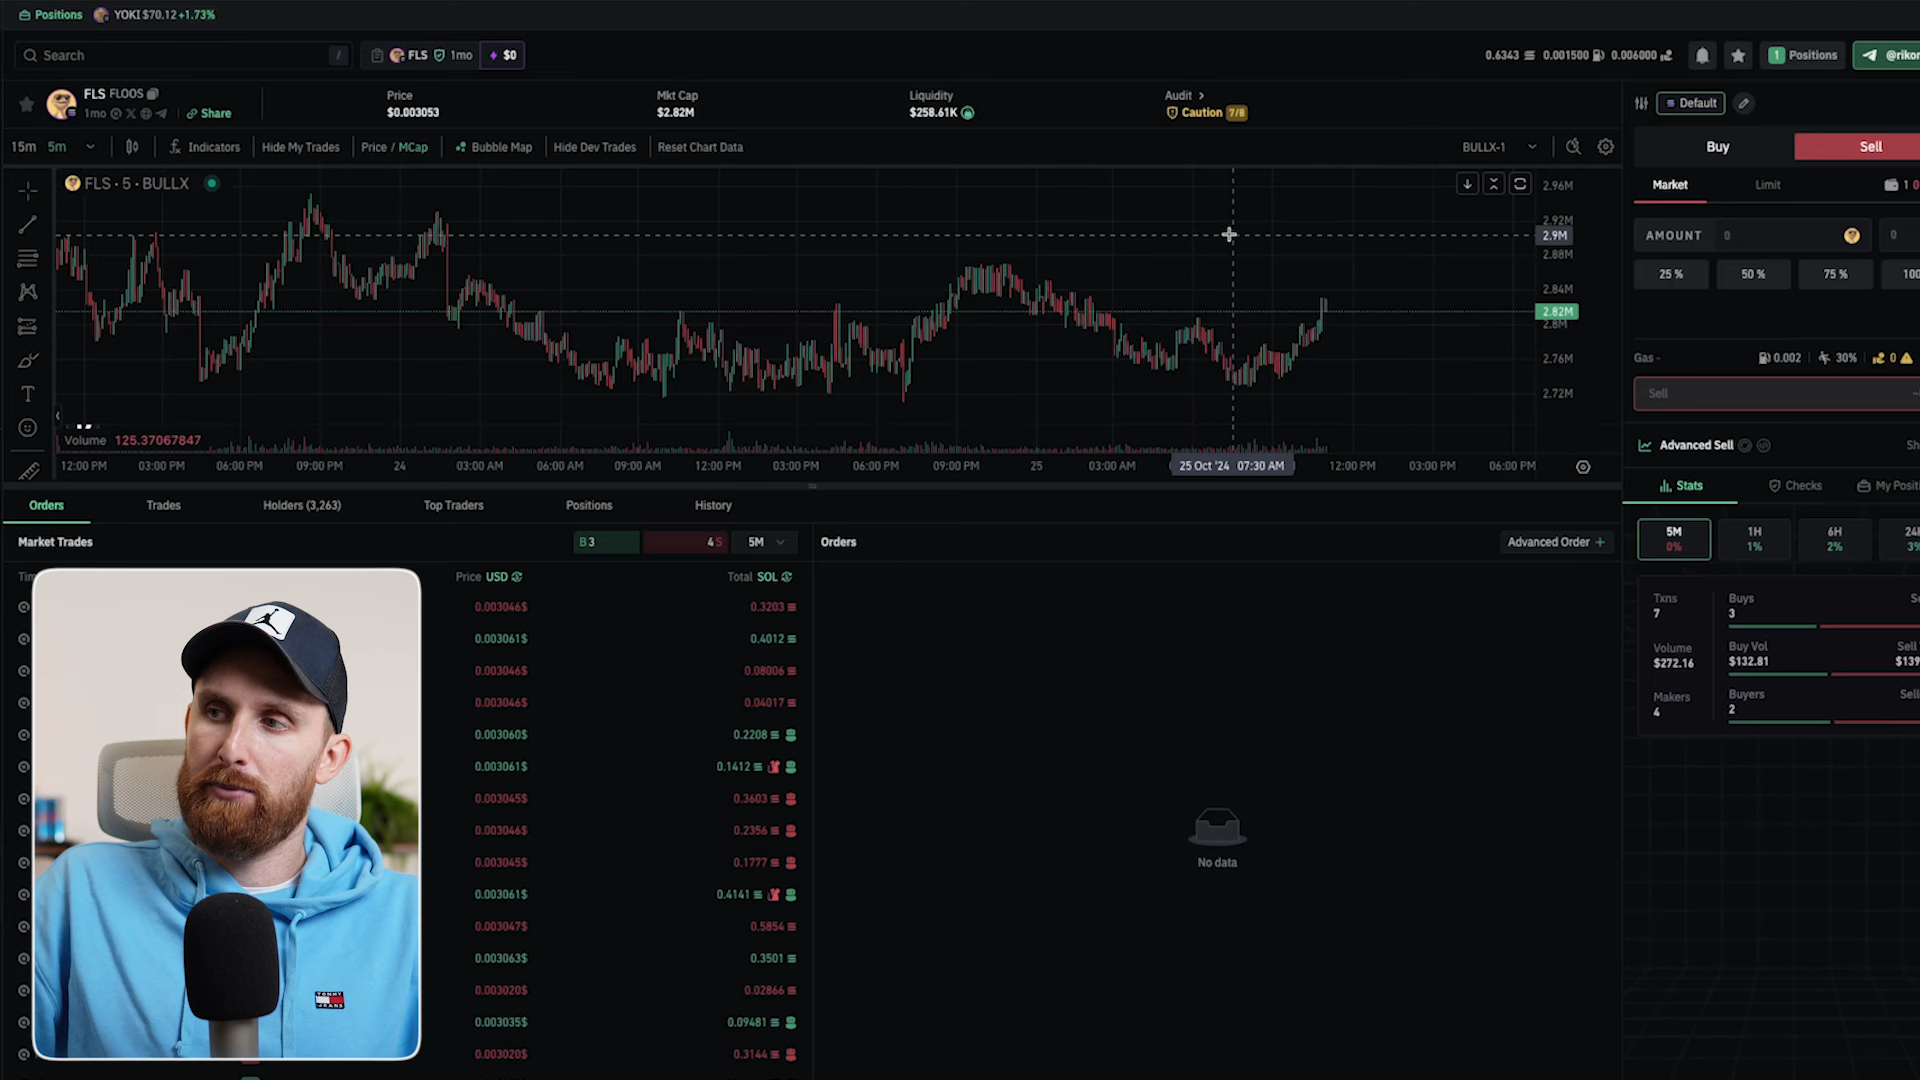 Positions YOKI $70.12 +1.73%
Search / FLS 1mo $0 0.6343 0.001500 0.006000 1 Positions
FLS FLOOS Price Mkt Cap Liquidity Audit Default
1mo Share $0.003053 $2.82M $258.61K Caution 7/8
15m 5m Indicators Hide My Trades Price / MCap Bubble Map Hide Dev Trades Reset Chart Data BULLX-1 Buy Sell
FLS · 5 · BULLX
2.96M
2.92M
2.9M
2.88M
2.84M
2.82M
2.8M
2.76M
2.72M
Volume 125.37067847
12:00 PM 03:00 PM 06:00 PM 09:00 PM 24 03:00 AM 06:00 AM 09:00 AM 12:00 PM 03:00 PM 06:00 PM 09:00 PM 25 03:00 AM 25 Oct '24 07:30 AM 12:00 PM 03:00 PM 06:00 PM
Market Limit 1
AMOUNT 0 0
25 % 50 % 75 %
Gas - 0.002 30% 0
Sell
Advanced Sell
Stats Checks
5M 1H 6H
0% 1% 2% 3%
Txns Buys
7 3
Volume Buy Vol Sell
$272.16 $132.81
Makers Buyers
4 2
Orders Trades Holders (3,263) Top Traders Positions History
Market Trades B 3 4 S 5M Orders Advanced Order +
Price USD Total SOL
0.003046$ 0.3203
0.003061$ 0.4012
0.003046$ 0.08006
0.003046$ 0.04017
0.003060$ 0.2208
0.003061$ 0.1412
0.003045$ 0.3603
0.003046$ 0.2356
0.003045$ 0.1777
0.003061$ 0.4141
0.003047$ 0.5854
0.003063$ 0.3501
0.003020$ 0.02866
0.003035$ 0.09481
0.003020$ 0.3144
No data
TOMMY
JEANS